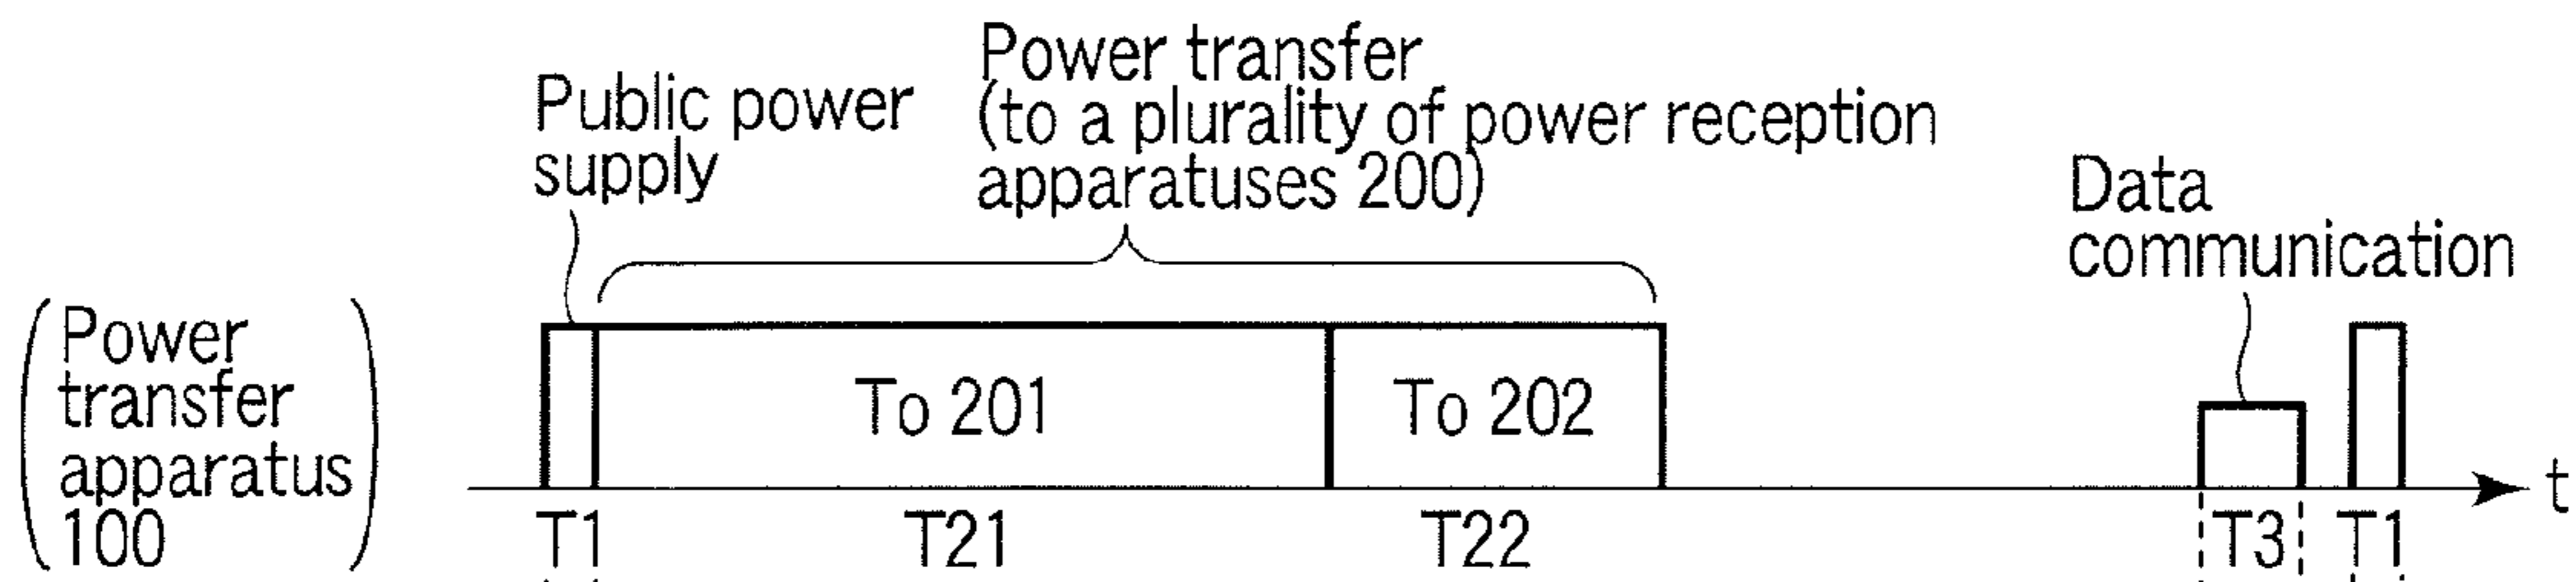 Public power
supply
Power transfer
(to a plurality of power reception
apparatuses 200)
Data
communication
Power
transfer
apparatus
100
To 201
To 202
t
T1
T21
T22
T3
T1